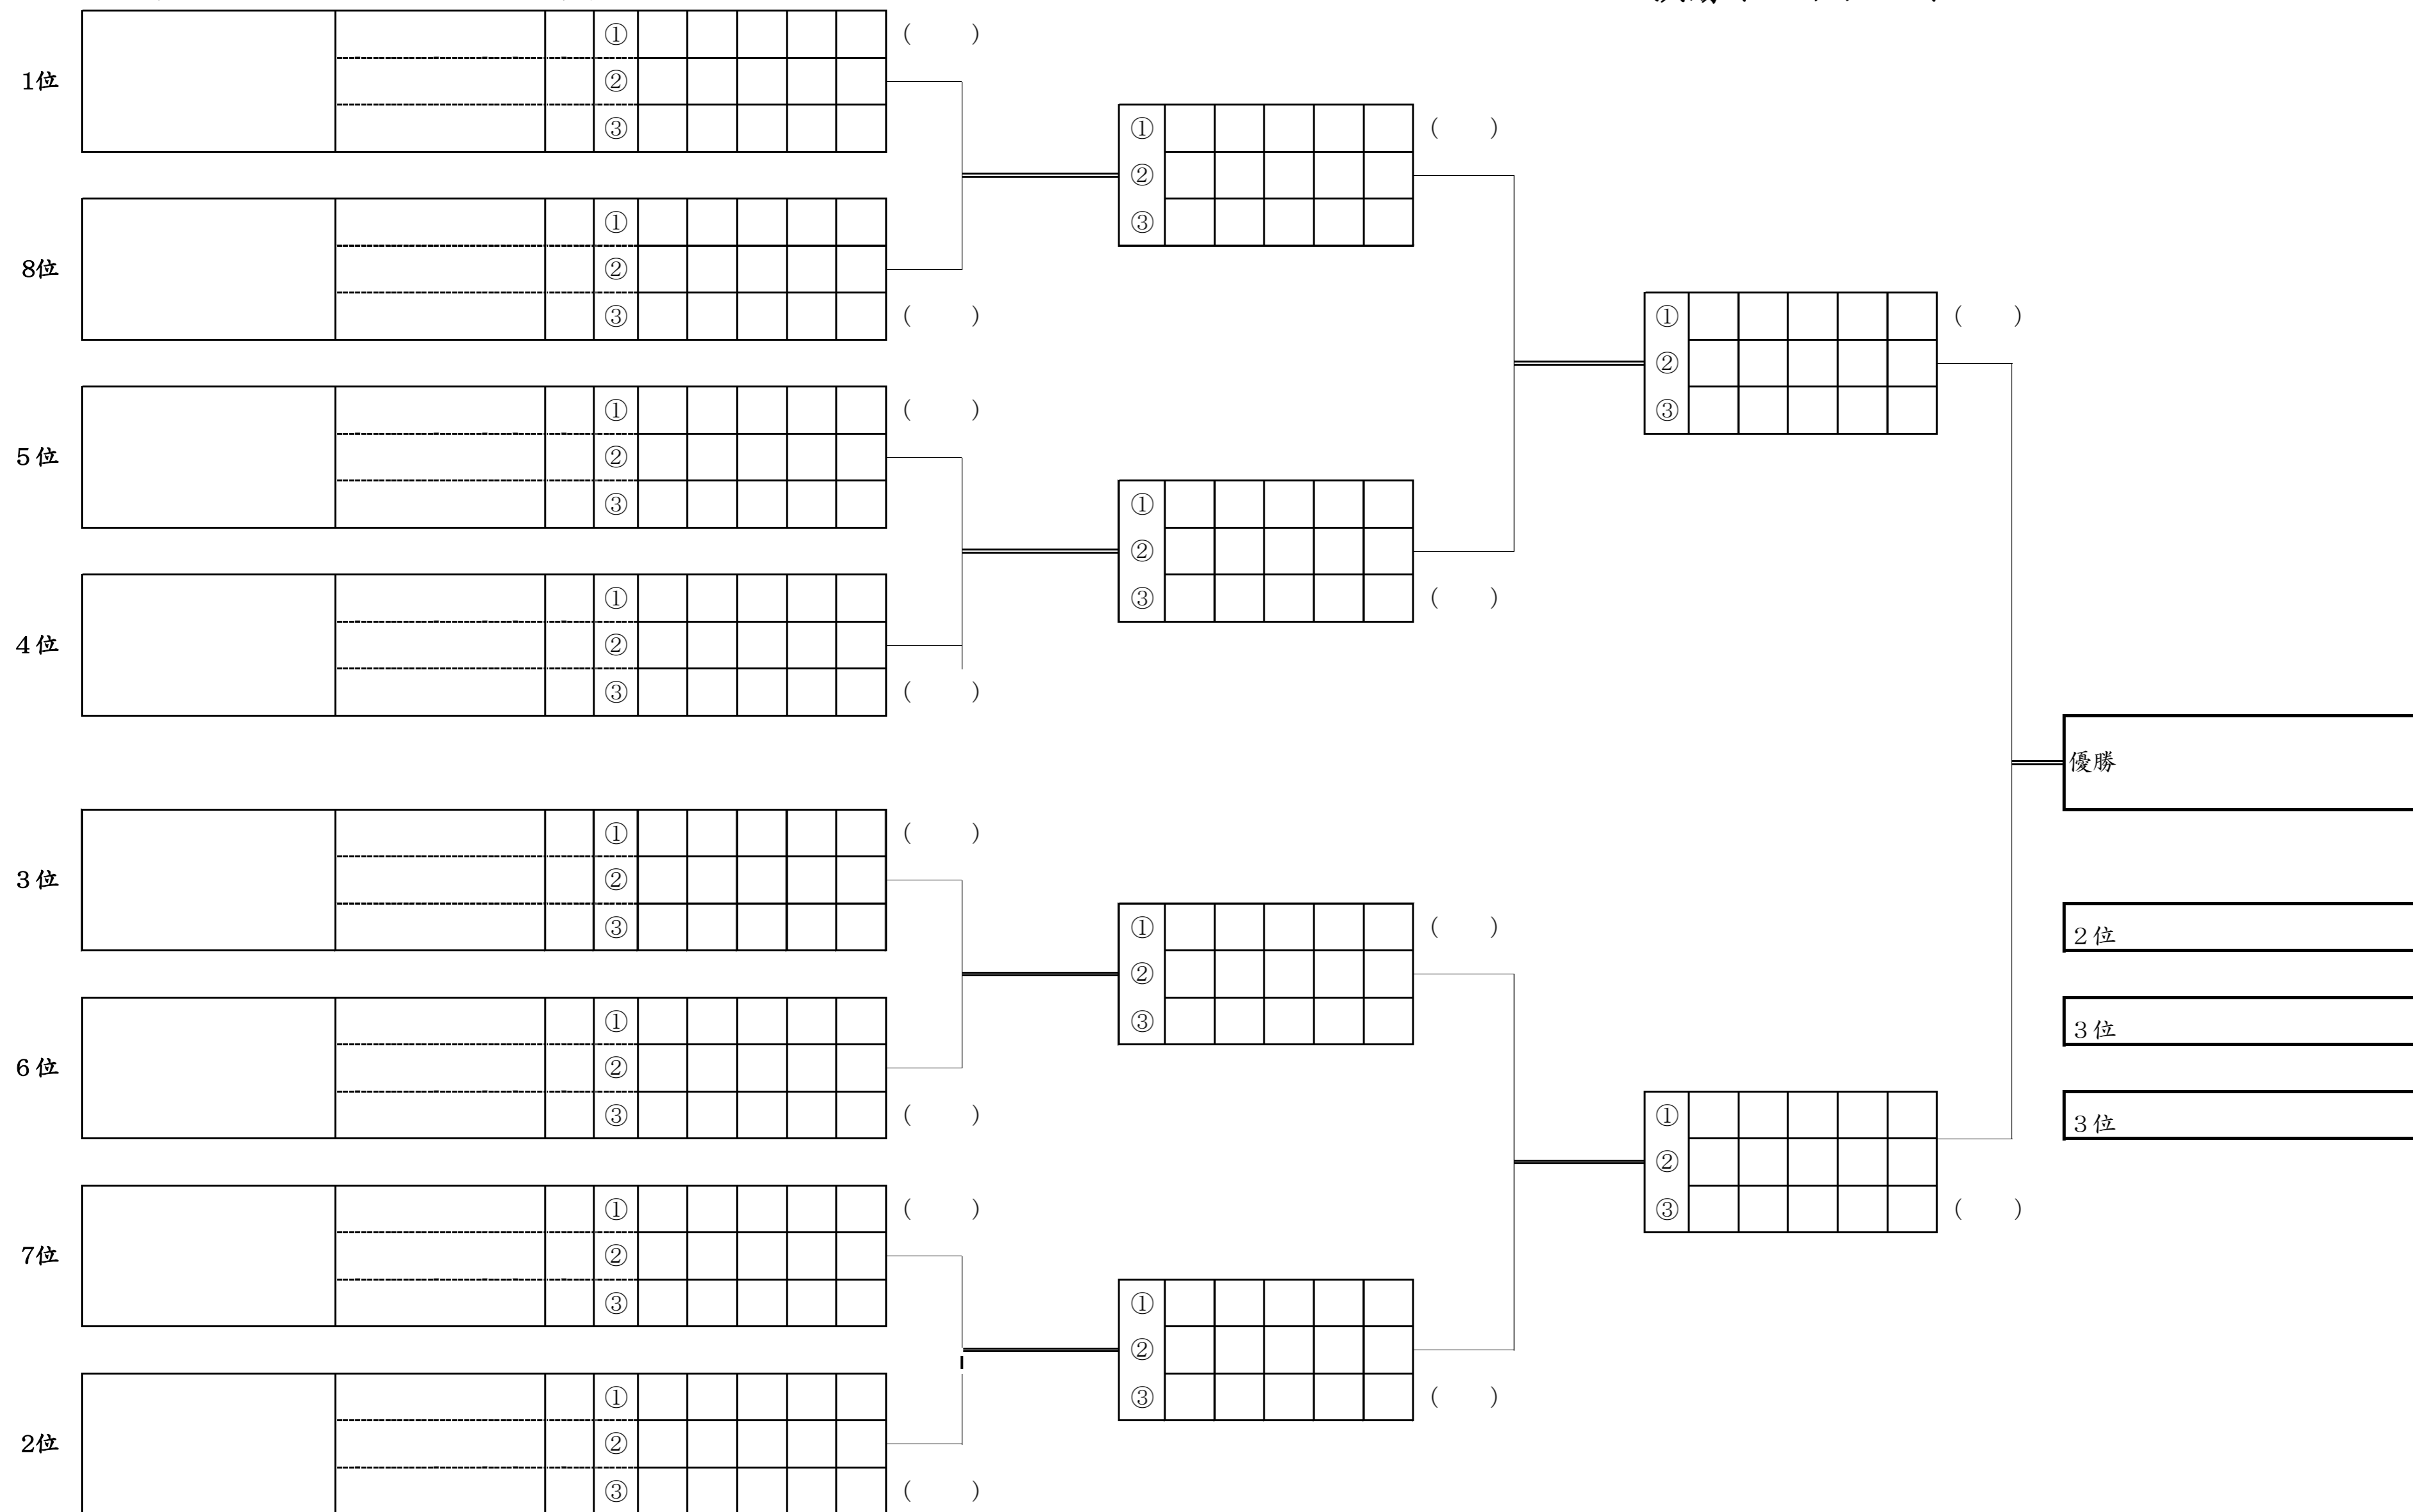 ① ( )
1位 ②
③
① ( )
②
③
①
8位 ②
③ ( )
① ( )
②
③
① ( )
5位 ②
③
①
②
③ ( )
①
4位 ②
③ ( )
優勝
① ( )
3位 ②
③
① ( )
②
③
2位
①
6位 ②
③ ( )
3位
①
②
③ ( )
3位
① ( )
7位 ②
③
①
②
③ ( )
①
2位 ②
③ ( )